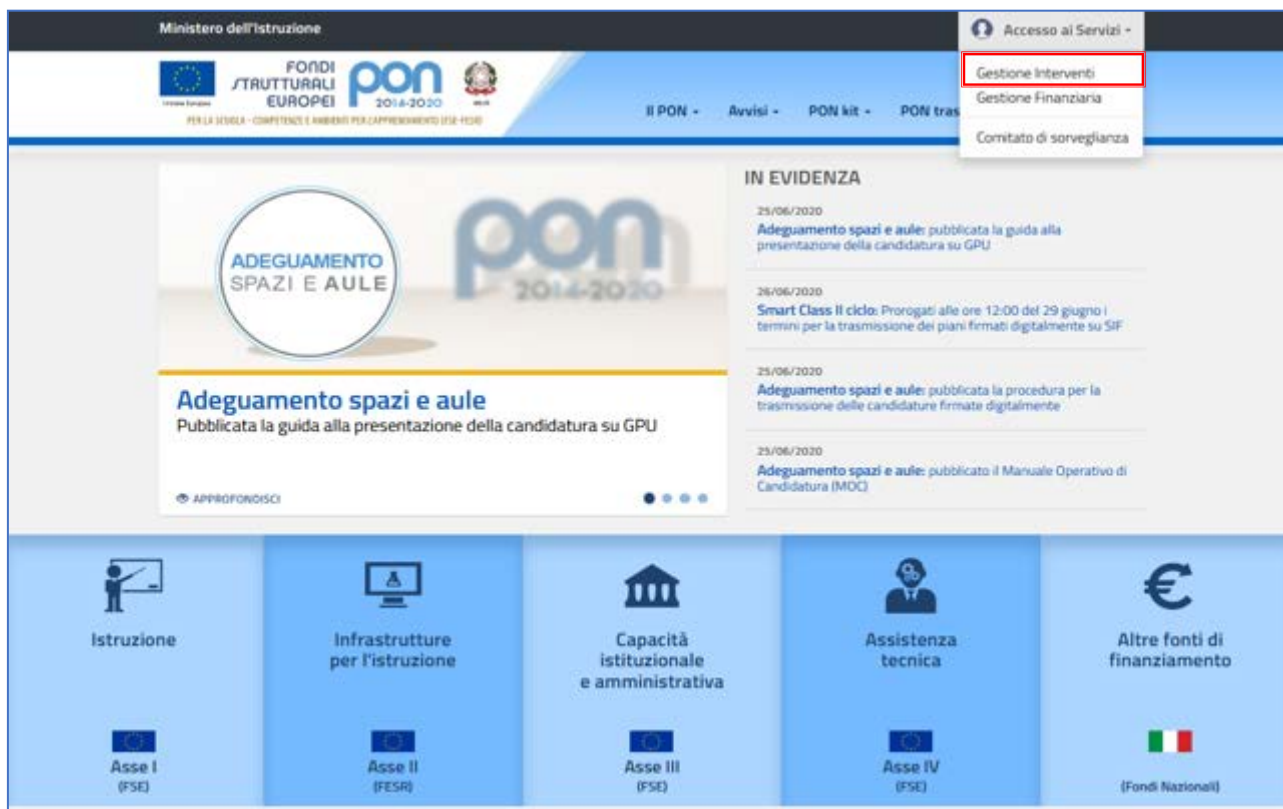 Ministero dell'Istruzione
Accesso ai Servizi
Gestione Interventi
Gestione Finanziaria
Comitato di sorveglianza
Unione Europea
FONDI
STRUTTURALI
EUROPEI
pon
2014-2020
PER LA SCUOLA - COMPETENZE E AMBIENTI PER L'APPRENDIMENTO (FSE-FESR)
Il PON
Avvisi
PON kit
PON tras
ADEGUAMENTO
SPAZI E AULE
pon
2014-2020
Adeguamento spazi e aule
Pubblicata la guida alla presentazione della candidatura su GPU
APPROFONDISCI
IN EVIDENZA
25/06/2020
Adeguamento spazi e aule: pubblicata la guida alla
presentazione della candidatura su GPU
26/06/2020
Smart Class II ciclo: Prorogati alle ore 12:00 del 29 giugno i
termini per la trasmissione dei piani firmati digitalmente su SIF
25/06/2020
Adeguamento spazi e aule: pubblicata la procedura per la
trasmissione delle candidature firmate digitalmente
25/06/2020
Adeguamento spazi e aule: pubblicato il Manuale Operativo di
Candidatura (MOC)
Istruzione
Asse I
(FSE)
Infrastrutture
per l'istruzione
Asse II
(FESR)
Capacità
istituzionale
e amministrativa
Asse III
(FSE)
Assistenza
tecnica
Asse IV
(FSE)
Altre fonti di
finanziamento
(Fondi Nazionali)